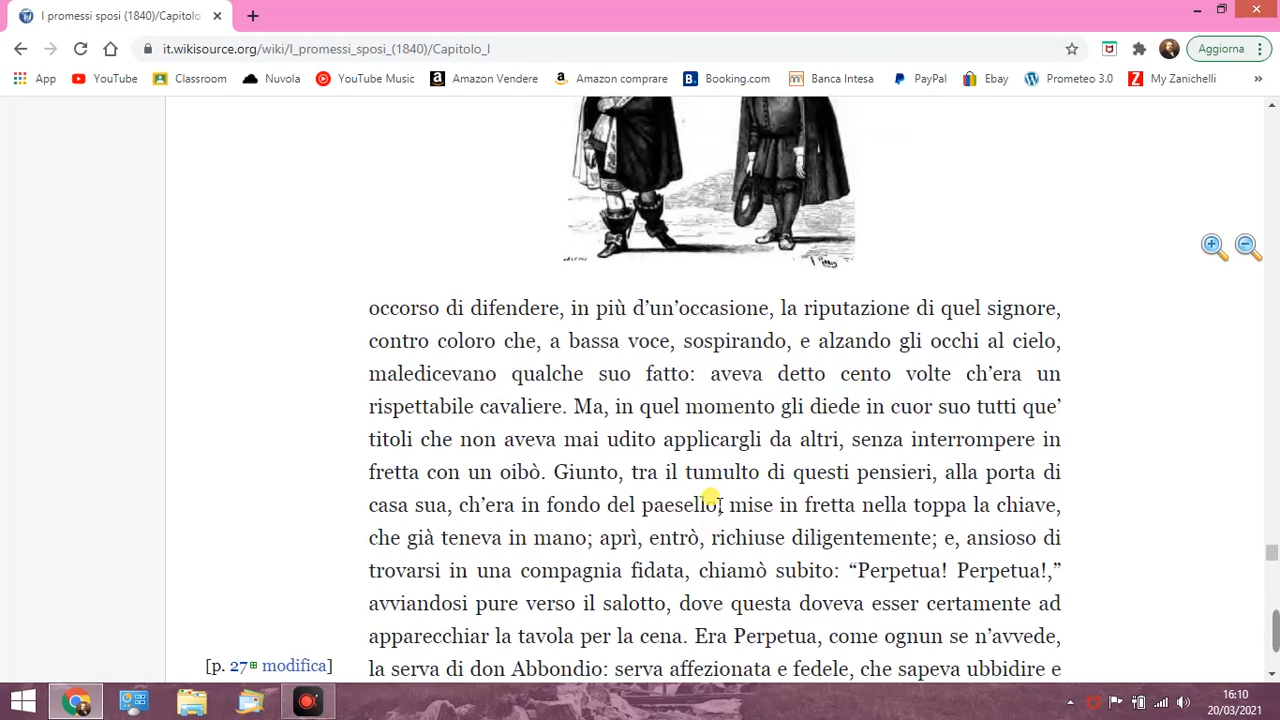 I promessi sposi (1840)/Capitolo
it.wikisource.org/wiki/I_promessi_sposi_(1840)/Capitolo_I
Aggiorna
App YouTube Classroom Nuvola YouTube Music Amazon Vendere Amazon comprare Booking.com Banca Intesa PayPal Ebay Prometeo 3.0 My Zanichelli »
occorso di difendere, in più d’un’occasione, la riputazione di quel signore,
contro coloro che, a bassa voce, sospirando, e alzando gli occhi al cielo,
maledicevano qualche suo fatto: aveva detto cento volte ch’era un
rispettabile cavaliere. Ma, in quel momento gli diede in cuor suo tutti que’
titoli che non aveva mai udito applicargli da altri, senza interrompere in
fretta con un oibò. Giunto, tra il tumulto di questi pensieri, alla porta di
casa sua, ch’era in fondo del paesello, mise in fretta nella toppa la chiave,
che già teneva in mano; aprì, entrò, richiuse diligentemente; e, ansioso di
trovarsi in una compagnia fidata, chiamò subito: “Perpetua! Perpetua!,”
avviandosi pure verso il salotto, dove questa doveva esser certamente ad
apparecchiar la tavola per la cena. Era Perpetua, come ognun se n’avvede,
[p. 27 modifica]
la serva di don Abbondio: serva affezionata e fedele, che sapeva ubbidire e
16:10
20/03/2021